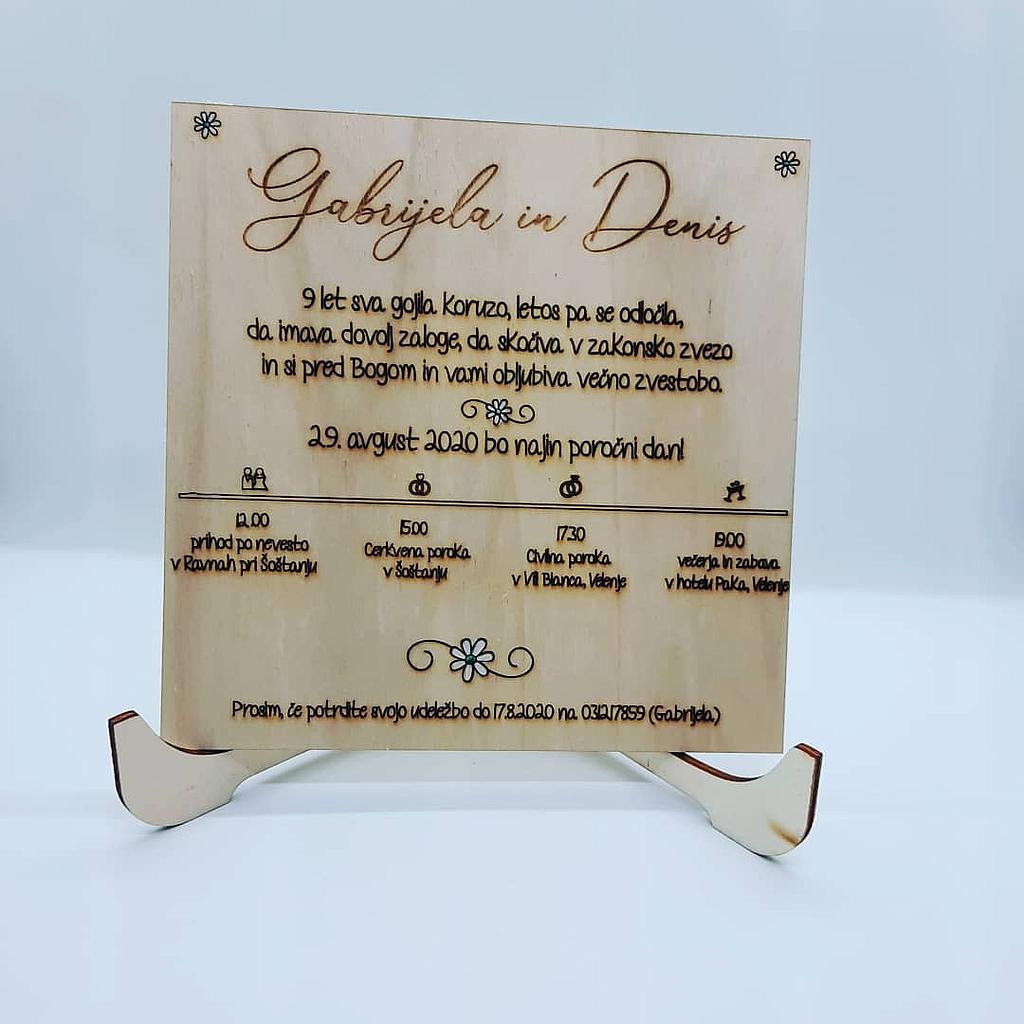 Gabrijela in Denis
9 let sva gojila koruzo, letos pa se odločila,
da imava dovolj zaloge, da skočiva v zakonsko zvezo
in si pred Bogom in vami obljubiva večno zvestobo.
29. avgust 2020 bo najin poročni dan!
12.00
prihod po nevesto
v Ravnah pri Šoštanju
15.00
Cerkvena poroka
v Šoštanju
17.30
Civilna poroka
v Vili Bianca, Velenje
19.00
večerja in zabava
v hotelu Paka, Velenje
Prosim, če potrdite svojo udeležbo do 17.8.2020 na 031217859 (Gabrijela)